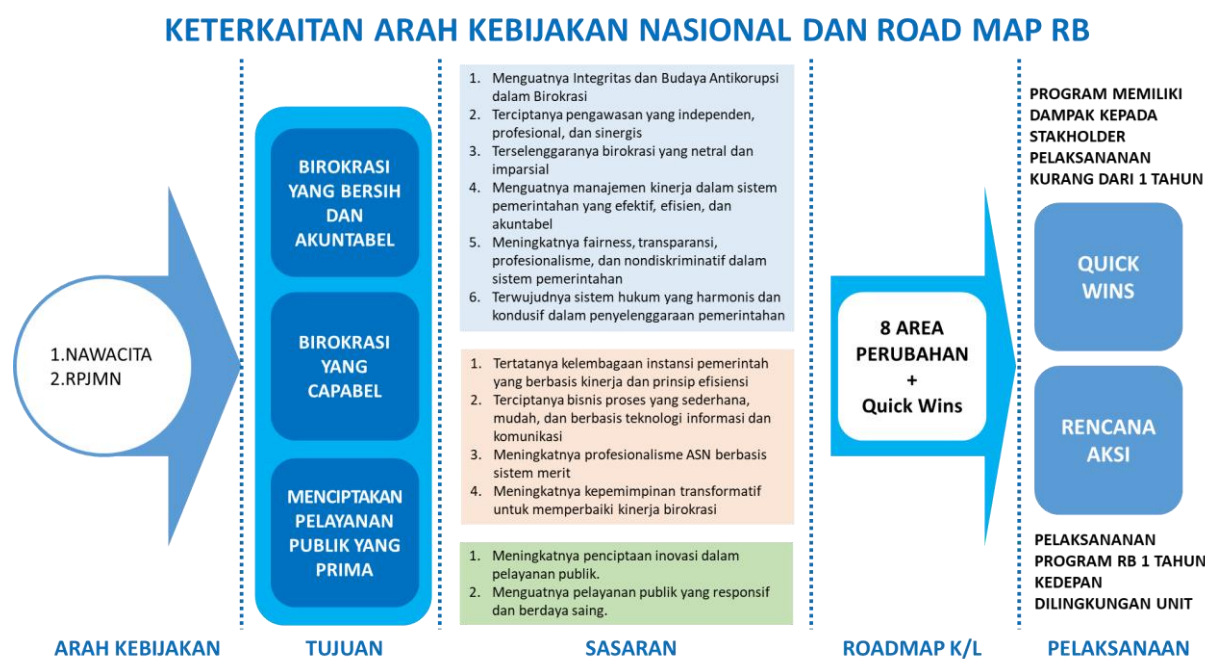 KETERKAITAN ARAH KEBIJAKAN NASIONAL DAN ROAD MAP RB
1.NAWACITA
2.RPJMN
ARAH KEBIJAKAN
BIROKRASI
YANG BERSIH
DAN
AKUNTABEL
BIROKRASI
YANG
CAPABEL
MENCIPTAKAN
PELAYANAN
PUBLIK YANG
PRIMA
TUJUAN
1. Menguatnya Integritas dan Budaya Antikorupsi
dalam Birokrasi
2. Terciptanya pengawasan yang independen,
profesional, dan sinergis
3. Terselenggaranya birokrasi yang netral dan
imparsial
4. Menguatnya manajemen kinerja dalam sistem
pemerintahan yang efektif, efisien, dan
akuntabel
5. Meningkatnya fairness, transparansi,
profesionalisme, dan nondiskriminatif dalam
sistem pemerintahan
6. Terwujudnya sistem hukum yang harmonis dan
kondusif dalam penyelenggaraan pemerintahan
1. Tertatanya kelembagaan instansi pemerintah
yang berbasis kinerja dan prinsip efisiensi
2. Terciptanya bisnis proses yang sederhana,
mudah, dan berbasis teknologi informasi dan
komunikasi
3. Meningkatnya profesionalisme ASN berbasis
sistem merit
4. Meningkatnya kepemimpinan transformatif
untuk memperbaiki kinerja birokrasi
1. Meningkatnya penciptaan inovasi dalam
pelayanan publik.
2. Menguatnya pelayanan publik yang responsif
dan berdaya saing.
SASARAN
8 AREA
PERUBAHAN
+
Quick Wins
ROADMAP K/L
PROGRAM MEMILIKI
DAMPAK KEPADA
STAKHOLDER
PELAKSANANAN
KURANG DARI 1 TAHUN
QUICK
WINS
RENCANA
AKSI
PELAKSANANAN
PROGRAM RB 1 TAHUN
KEDEPAN
DILINGKUNGAN UNIT
PELAKSANAAN